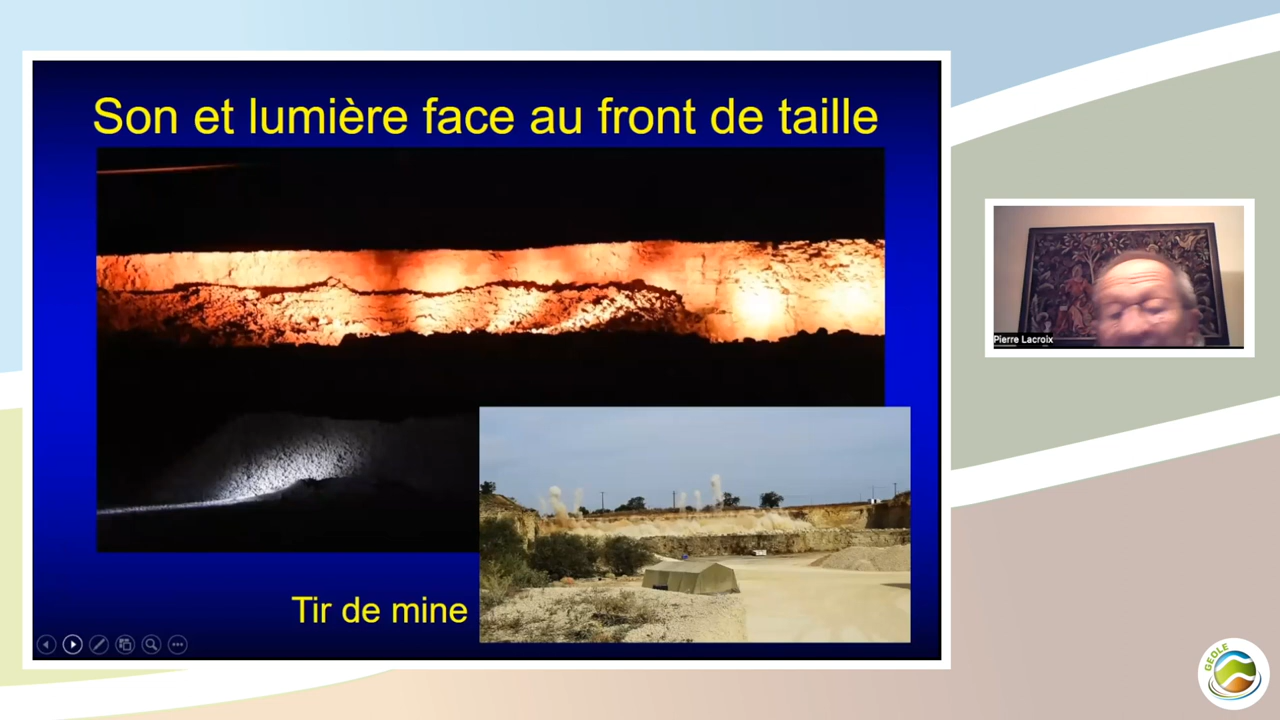 Son et lumière face au front de taille
Pierre Lacroix
Tir de mine
GEOLE